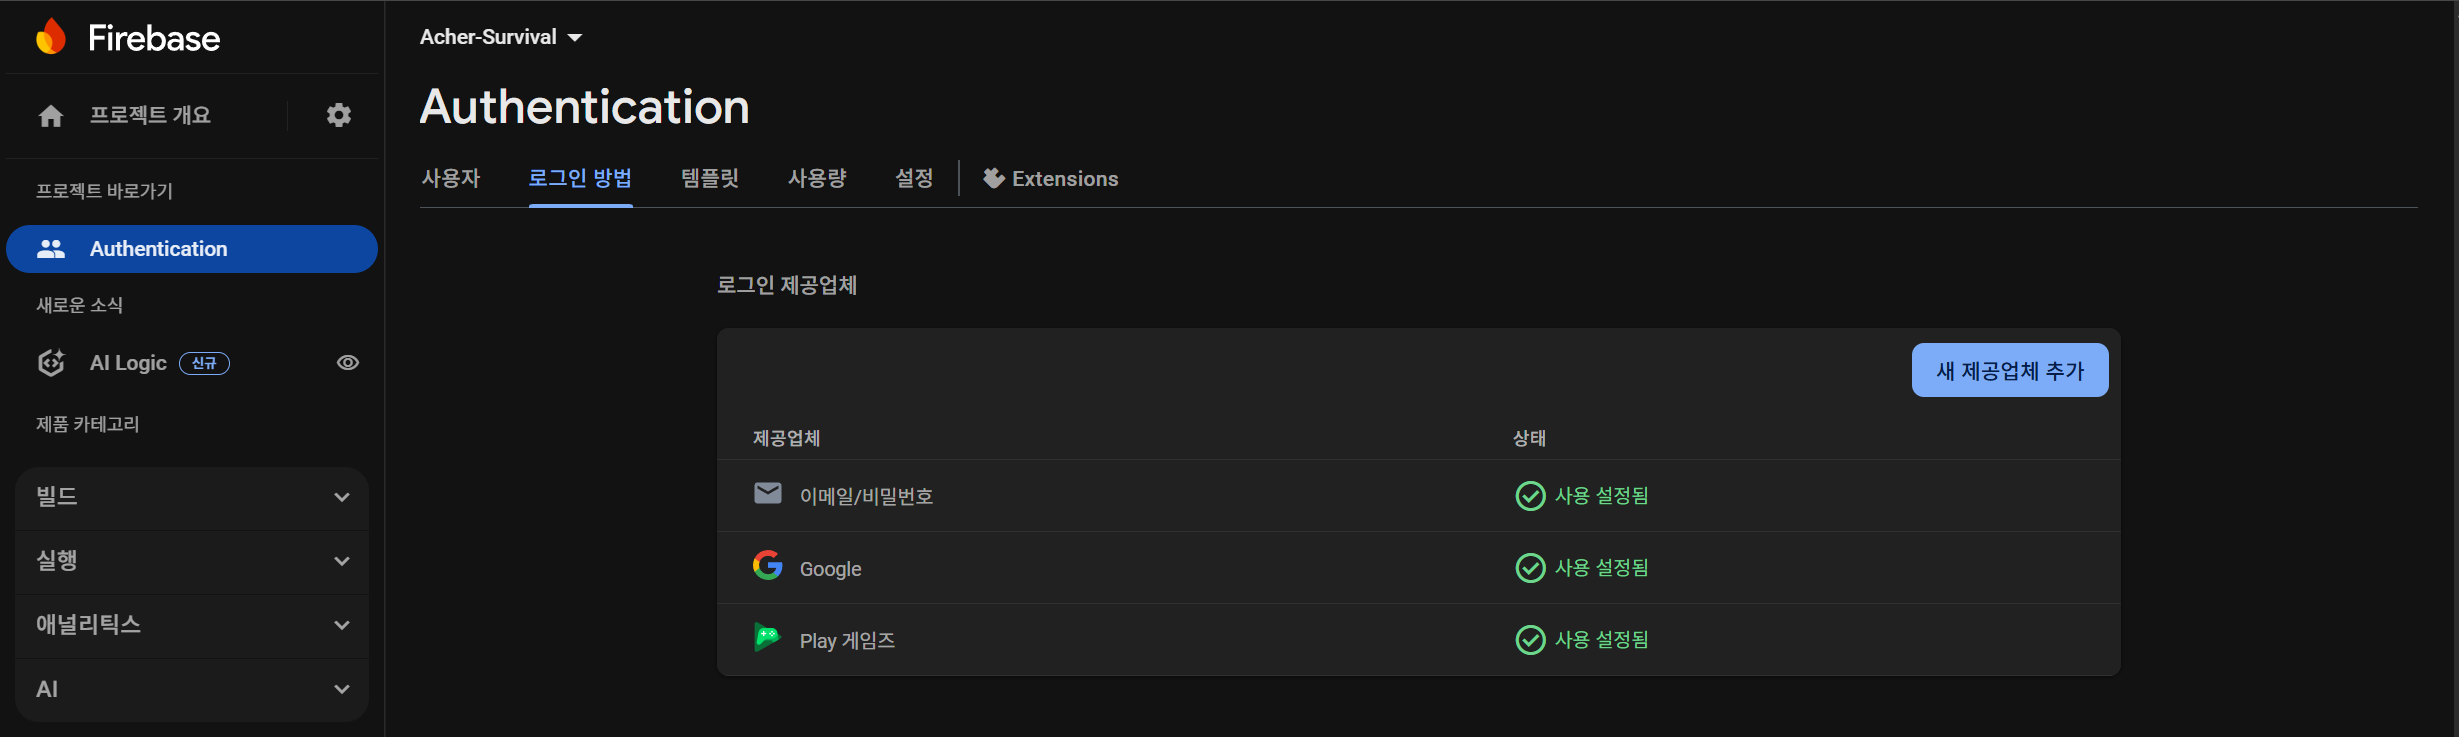 Firebase
프로젝트 개요
프로젝트 바로가기
Authentication
새로운 소식
AI Logic 신규
제품 카테고리
빌드
실행
애널리틱스
AI
Acher-Survival
Authentication
사용자 로그인 방법 템플릿 사용량 설정 Extensions
로그인 제공업체
새 제공업체 추가
제공업체 상태
이메일/비밀번호 사용 설정됨
Google 사용 설정됨
Play 게임즈 사용 설정됨